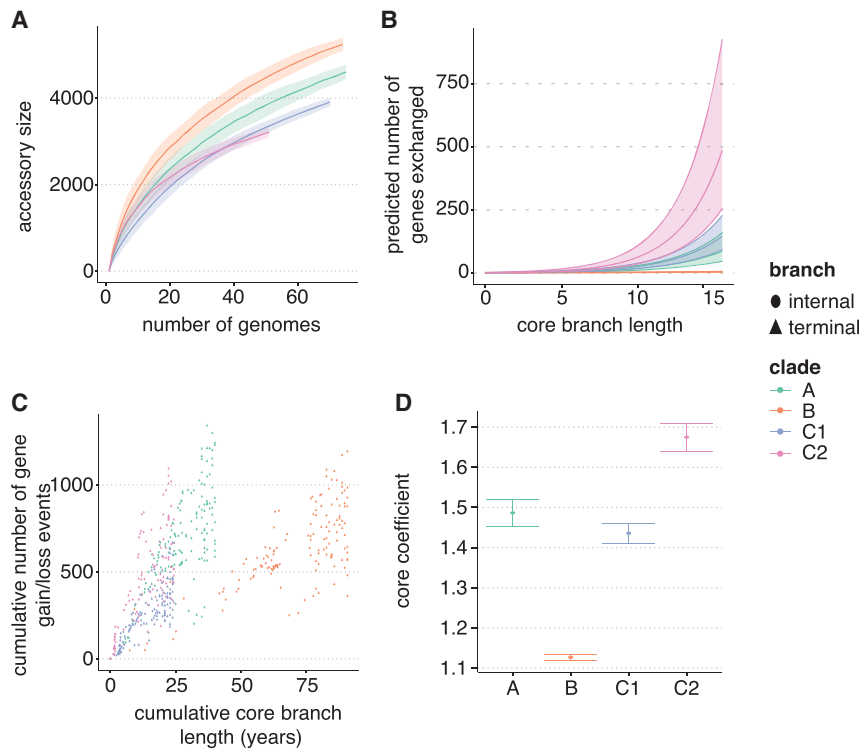 A
accessory size
4000
2000
0
0
20
40
60
number of genomes
B
predicted number of
genes exchanged
750
500
250
0
0
5
10
15
core branch length
branch
internal
terminal
clade
A
B
C1
C2
C
cumulative number of gene
gain/loss events
1000
500
0
0
25
50
75
cumulative core branch
length (years)
D
core coefficient
1.7
1.6
1.5
1.4
1.3
1.2
1.1
A
B
C1
C2